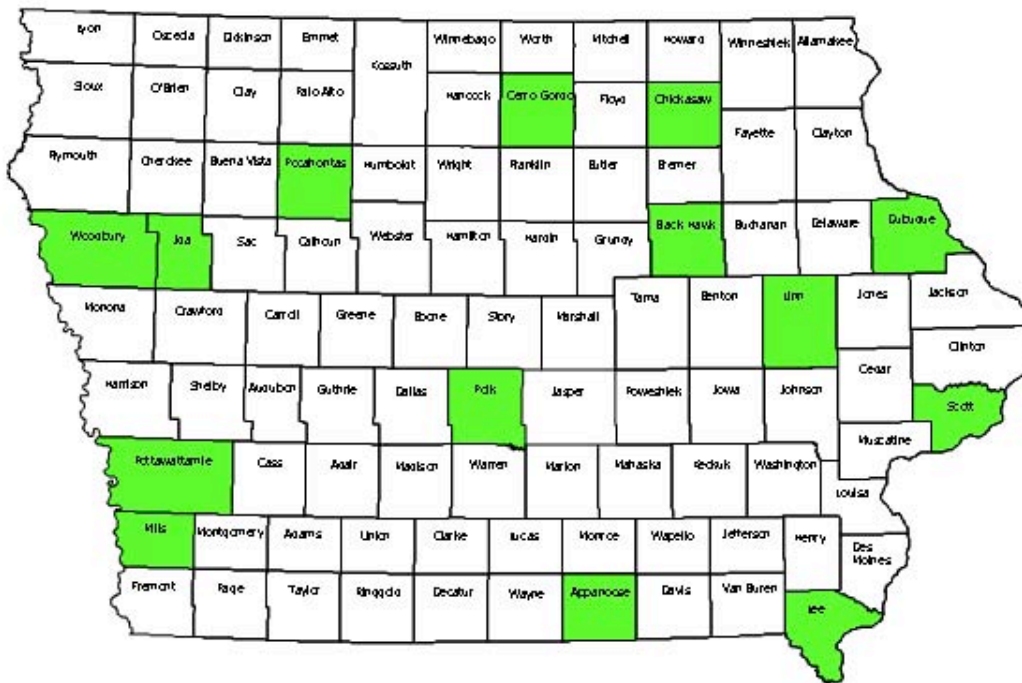 Lyon Osceola Dickinson Emmet Winnebago Worth Mitchell Howard Winneshiek Allamakee
Kossuth
Sioux O'Brien Clay Palo Alto Hancock Cerro Gordo Floyd Chickasaw
Fayette Clayton
Plymouth Cherokee Buena Vista Pocahontas Humboldt Wright Franklin Butler Bremer
Woodbury Ida Sac Calhoun Webster Hamilton Hardin Grundy Black Hawk Buchanan Delaware Dubuque
Tama Benton Linn Jones Jackson
Monona Crawford Carroll Greene Boone Story Marshall
Clinton
Cedar
Harrison Shelby Audubon Guthrie Dallas Polk Jasper Poweshiek Iowa Johnson
Scott
Muscatine
Pottawattamie Cass Adair Madison Warren Marion Mahaska Keokuk Washington
Louisa
Mills Montgomery Adams Union Clarke Lucas Monroe Wapello Jefferson Henry
Des
Moines
Fremont Page Taylor Ringgold Decatur Wayne Appanoose Davis Van Buren
Lee